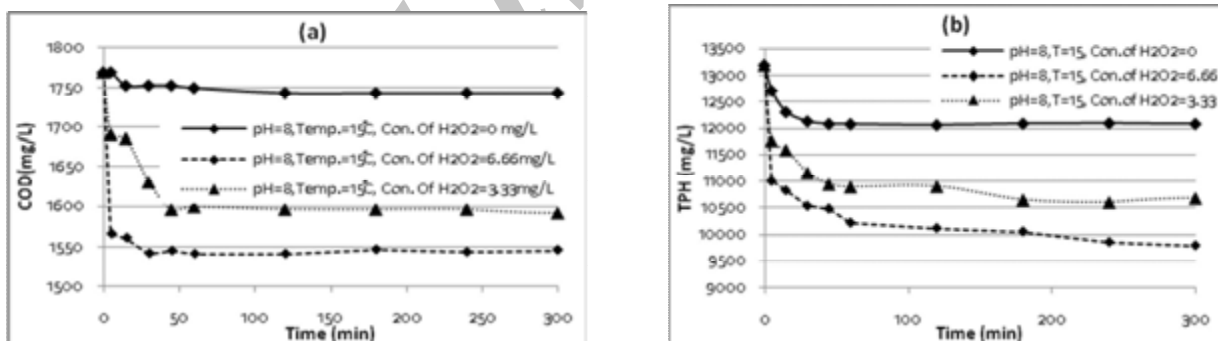 (a)
1800
1750
1700
1650
1600
1550
1500
COD(mg/L)
pH=8,Temp.=15℃, Con. Of H2O2=0 mg/L
pH=8,Temp.=15℃, Con. Of H2O2=6.66mg/L
pH=8,Temp.=15℃, Con. Of H2O2=3.33mg/L
0 50 100 150 200 250 300
Time (min)
(b)
13500
13000
12500
12000
11500
11000
10500
10000
9500
9000
TPH (mg/L)
pH=8,T=15, Con.of H2O2=0
pH=8,T=15, Con.of H2O2=6.66
pH=8,T=15, Con.of H2O2=3.33
0 100 200 300
Time (min)